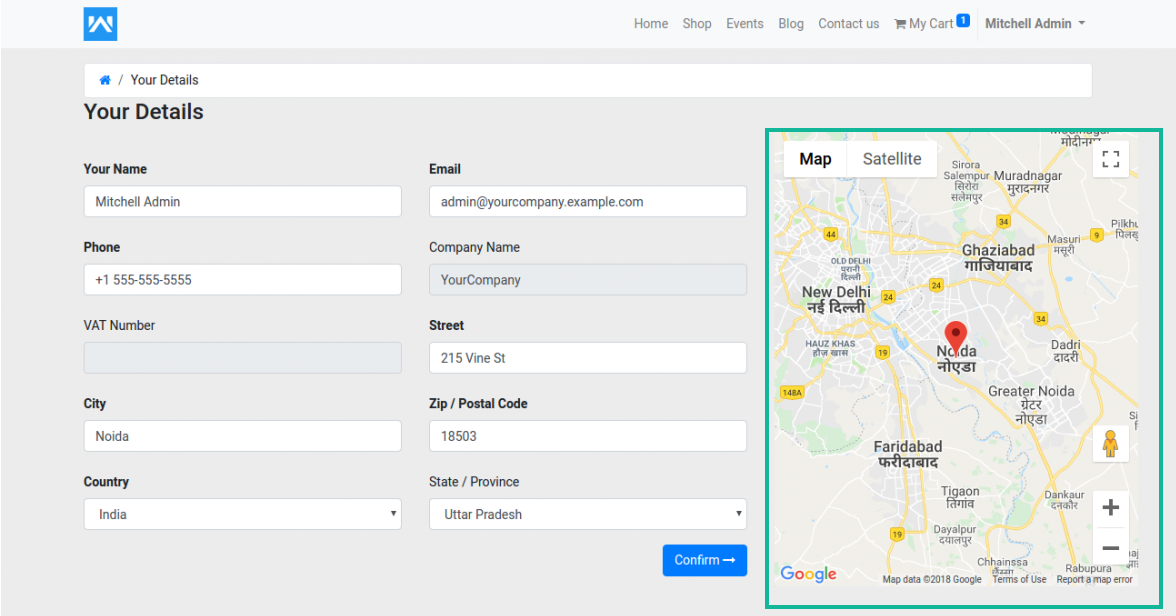 Home Shop Events Blog Contact us My Cart 1 Mitchell Admin
/ Your Details
Your Details
Your Name
Mitchell Admin
Email
admin@yourcompany.example.com
Phone
+1 555-555-5555
Company Name
YourCompany
VAT Number
Street
215 Vine St
City
Noida
Zip / Postal Code
18503
Country
India
State / Province
Uttar Pradesh
Confirm →
Map Satellite
मोदीनगर
Sirora
Salempur
सिरोरा
सलेमपुर
Muradnagar
मुरादनगर
34
44
Masuri
मसूरी
9
OLD DELHI
पुरानी
दिल्ली
Ghaziabad
गाजियाबाद
24
New Delhi
नई दिल्ली
24
34
HAUZ KHAS
हौज़ खास
19
Noida
नोएडा
Dadri
दादरी
148A
Greater Noida
ग्रेटर
नोएडा
Faridabad
फरीदाबाद
Tigaon
तिगांव
Dankaur
दनकौर
19
Dayalpur
दयालपुर
Chhainssa
Rabupura
Google
Map data ©2018 Google Terms of Use Report a map error